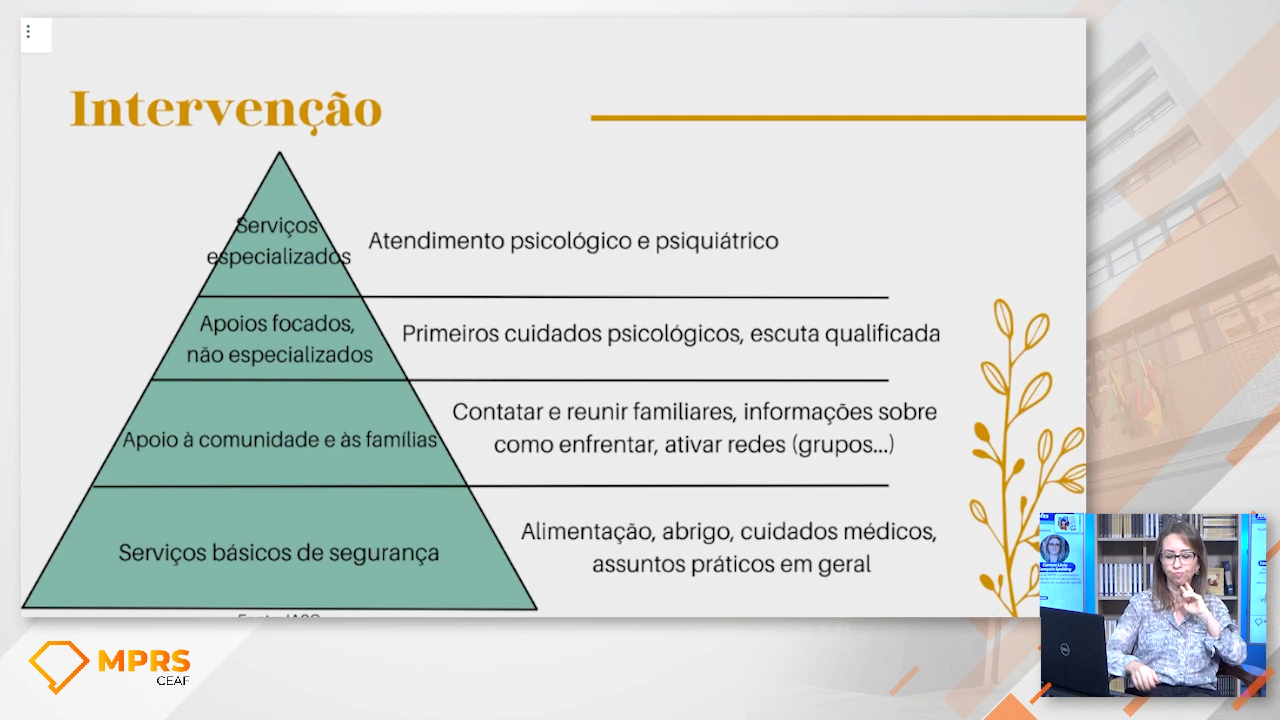 Intervenção
Serviços
especializados
Atendimento psicológico e psiquiátrico
Apoios focados,
não especializados
Primeiros cuidados psicológicos, escuta qualificada
Apoio à comunidade e às famílias
Contatar e reunir familiares, informações sobre
como enfrentar, ativar redes (grupos...)
Serviços básicos de segurança
Alimentação, abrigo, cuidados médicos,
assuntos práticos em geral
MPRS
CEAF